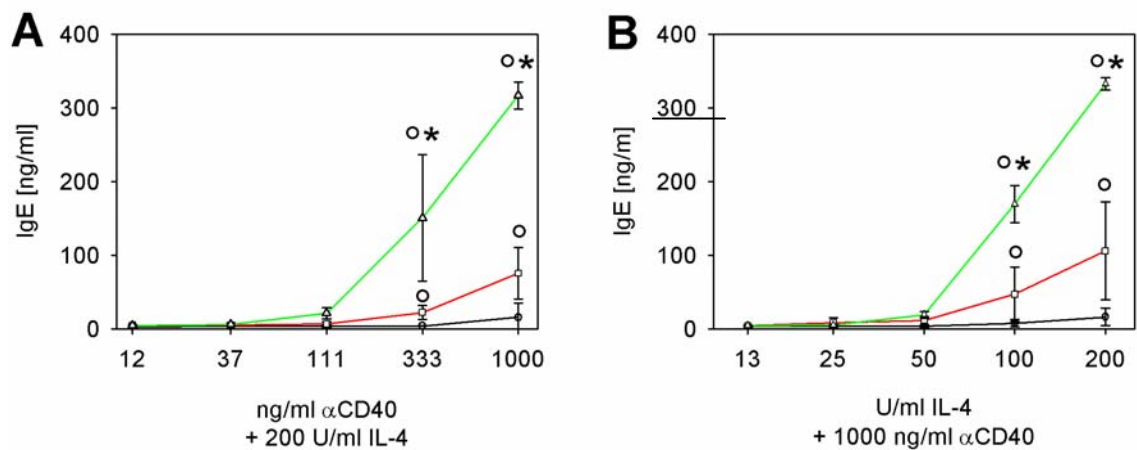 A
400
300
200
100
0
IgE [ng/ml]
12 37 111 333 1000
ng/ml αCD40
+ 200 U/ml IL-4
* *
B
400
300
200
100
0
IgE [ng/m]
13 25 50 100 200
U/ml IL-4
+ 1000 ng/ml αCD40
* *